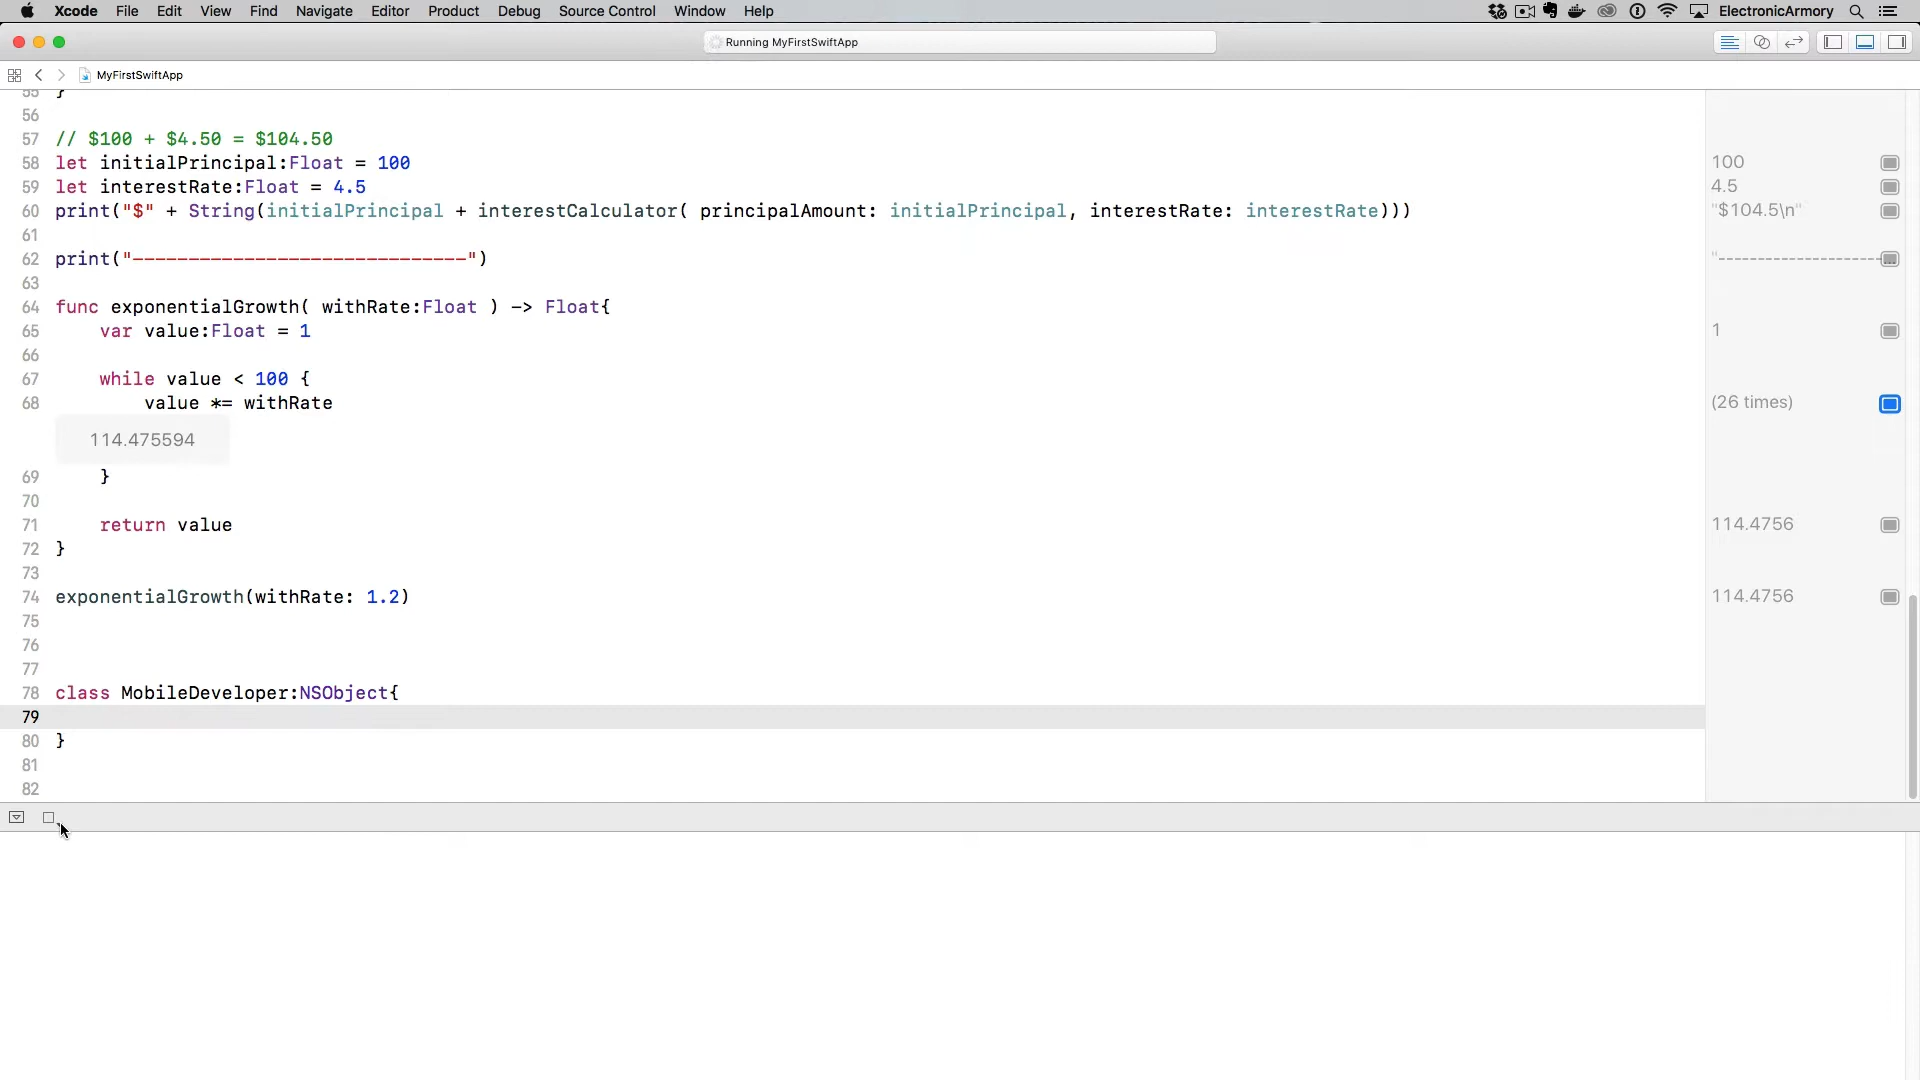 Xcode File Edit View Find Navigate Editor Product Debug Source Control Window Help ElectronicArmory
Running MyFirstSwiftApp
MyFirstSwiftApp
55 }
56
57 // $100 + $4.50 = $104.50
58 let initialPrincipal:Float = 100 100
59 let interestRate:Float = 4.5 4.5
60 print("$" + String(initialPrincipal + interestCalculator( principalAmount: initialPrincipal, interestRate: interestRate))) "$104.5\n"
61
62 print("------------------------------") "----------------------
63
64 func exponentialGrowth( withRate:Float ) -> Float{
65 var value:Float = 1 1
66
67 while value < 100 {
68 value *= withRate (26 times)
114.475594
69 }
70
71 return value 114.4756
72 }
73
74 exponentialGrowth(withRate: 1.2) 114.4756
75
76
77
78 class MobileDeveloper:NSObject{
79
80 }
81
82